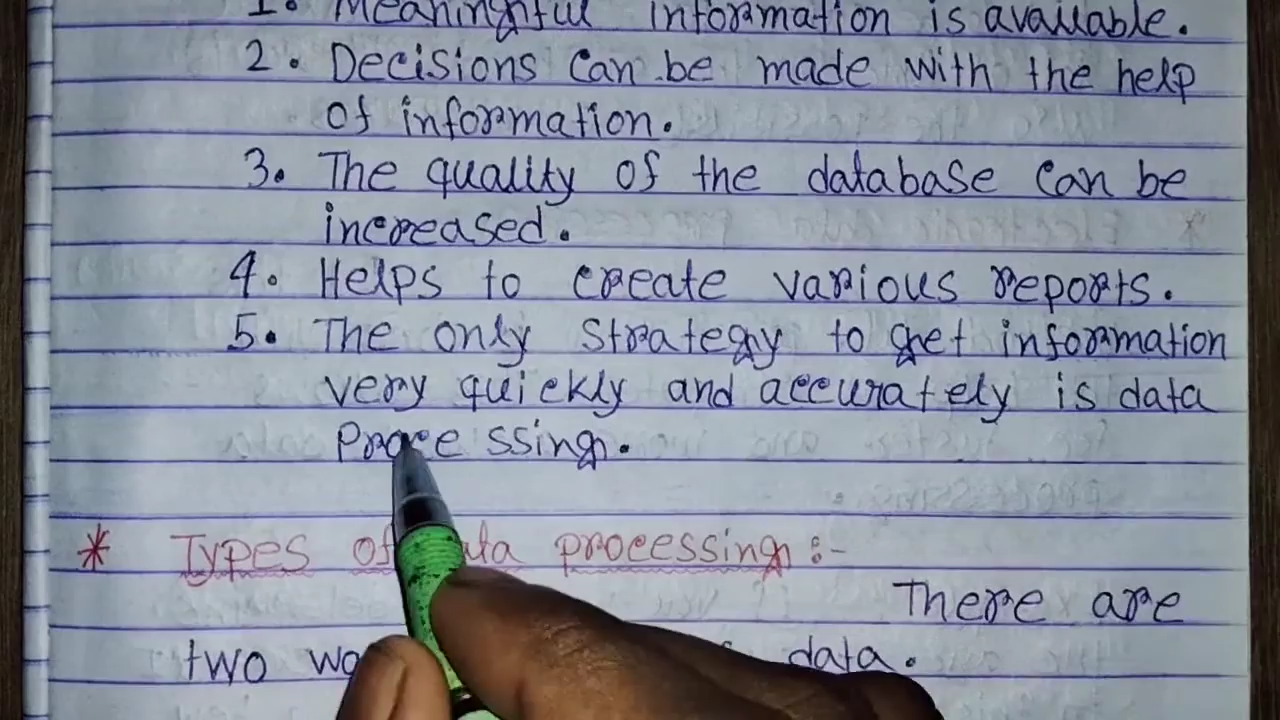 1. Meaningful information is available.
2. Decisions can be made with the help
of information.
3. The quality of the database can be
increased.
4. Helps to create various reports.
5. The only strategy to get information
very quickly and accurately is data
processing.
* Types of data processing :-
There are
two data.